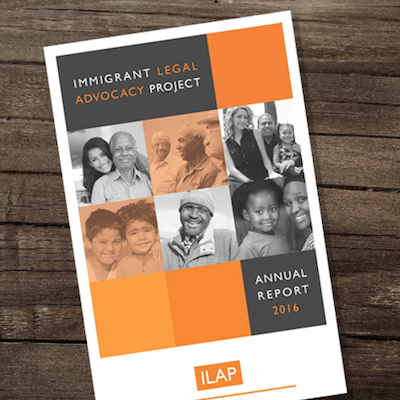 IMMIGRANT LEGAL
ADVOCACY PROJECT
ANNUAL
REPORT
2016
ILAP